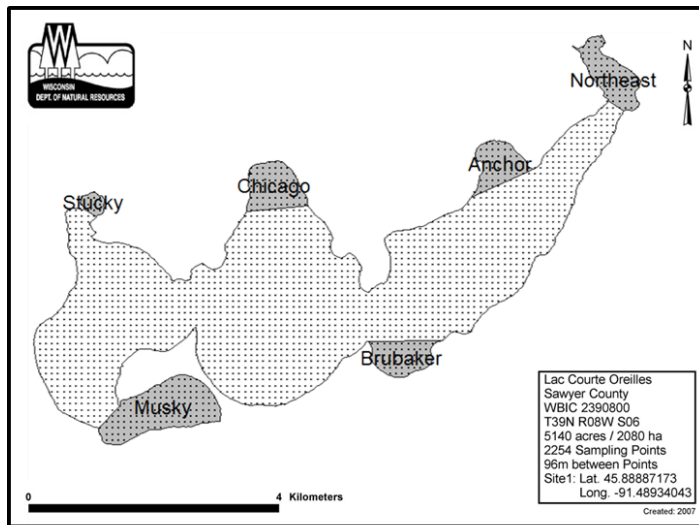 W
WISCONSIN
DEPT. OF NATURAL RESOURCES
N
Northeast
Anchor
Chicago
Stucky
Brubaker
Musky
Lac Courte Oreilles
Sawyer County
WBIC 2390800
T39N R08W S06
5140 acres / 2080 ha
2254 Sampling Points
96m between Points
Site1: Lat. 45.88887173
Long. -91.48934043
0 4 Kilometers
Created: 2007